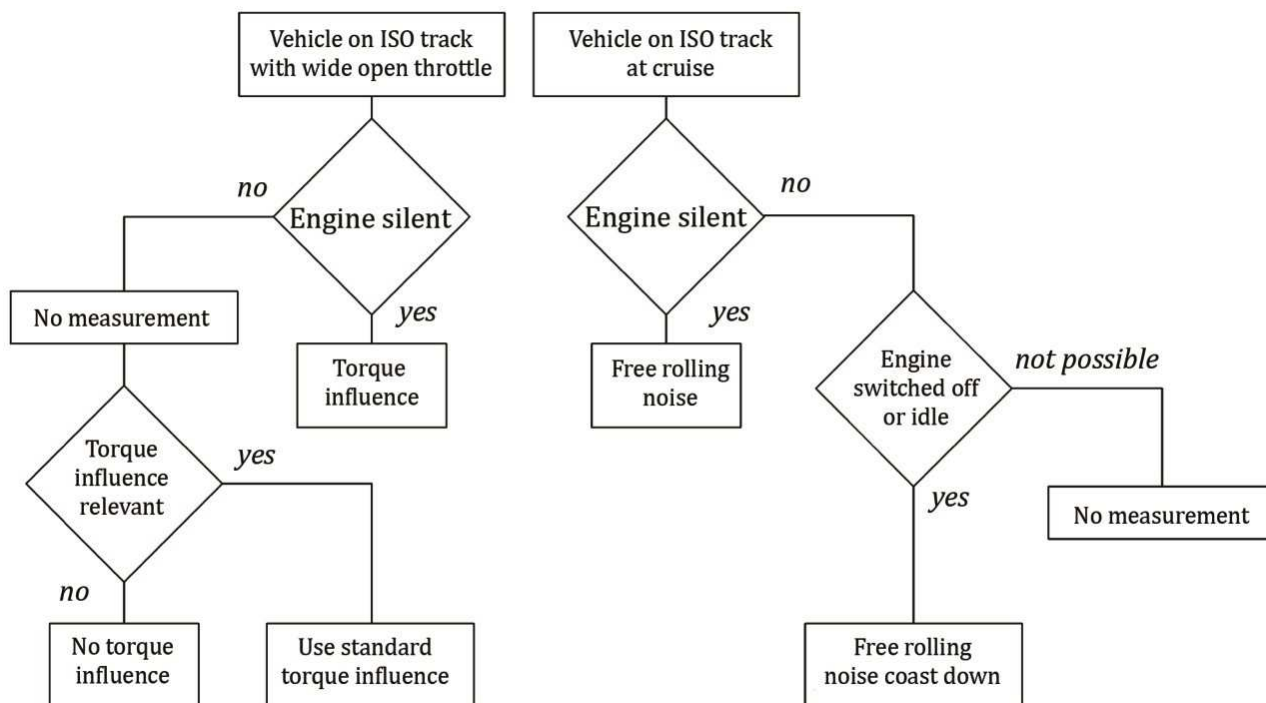 Vehicle on ISO track
with wide open throttle
Vehicle on ISO track
at cruise
no
Engine silent
yes
Engine silent
no
yes
No measurement
Torque
influence
Free rolling
noise
Engine
switched off
or idle
not possible
Torque
influence
relevant
yes
yes
No measurement
no
No torque
influence
Use standard
torque influence
Free rolling
noise coast down